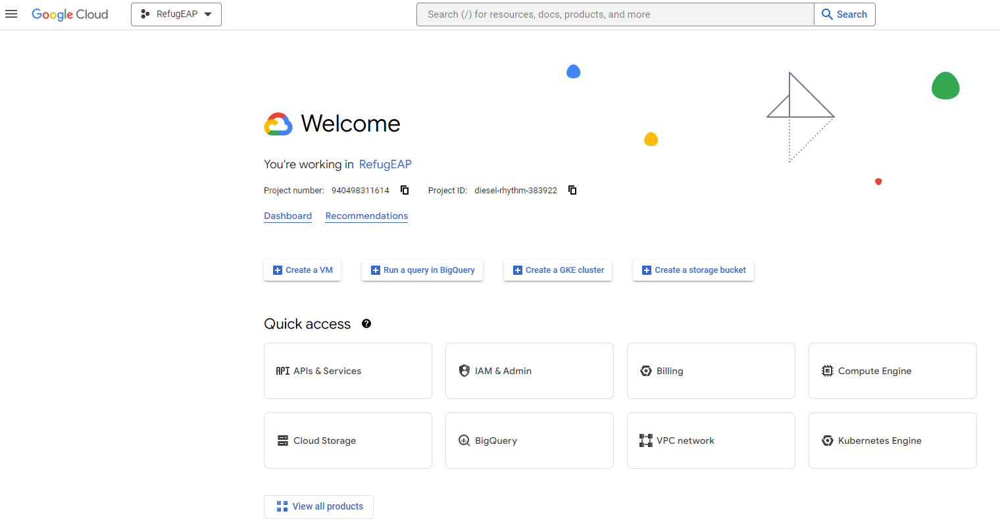 Google Cloud RefugEAP Search (/) for resources, docs, products, and more Search
Welcome
You're working in RefugEAP
Project number: 940498311614 Project ID: diesel-rhythm-383922
Dashboard Recommendations
Create a VM Run a query in BigQuery Create a GKE cluster Create a storage bucket
Quick access
API APIs & Services IAM & Admin Billing Compute Engine
Cloud Storage BigQuery VPC network Kubernetes Engine
View all products